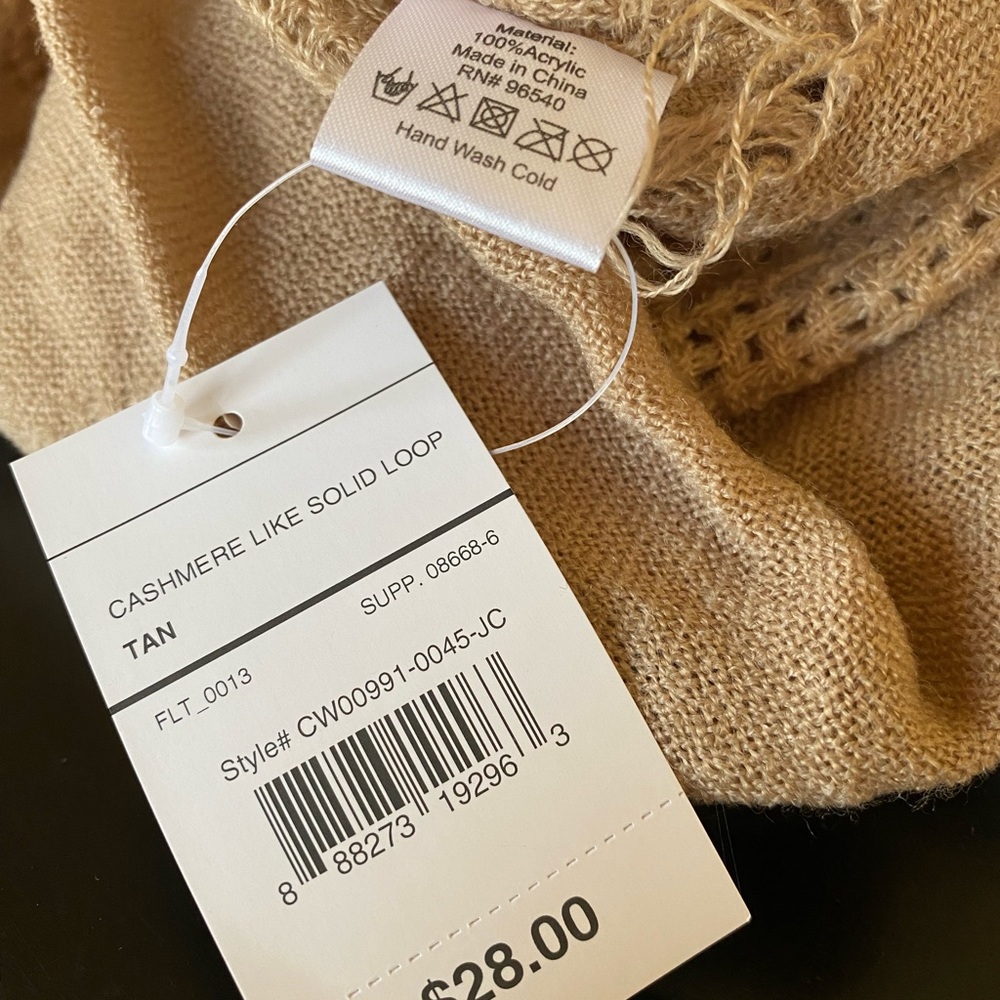 Material:
100%Acrylic
Made in China
RN# 96540
Hand Wash Cold
CASHMERE LIKE SOLID LOOP
TAN
SUPP. 08668-6
FLT_0013
Style# CW00991-0045-JC
8 88273 19296 3
$28.00